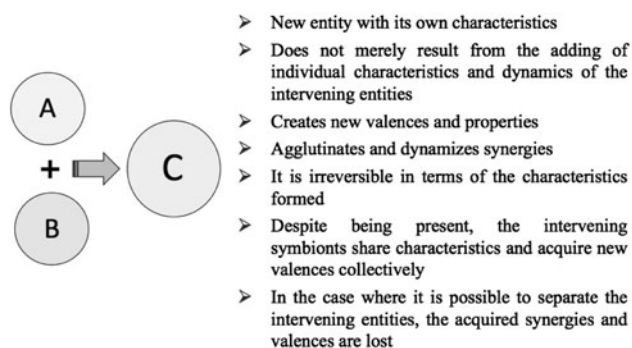 A
+
B
C
➢ New entity with its own characteristics
➢ Does not merely result from the adding of
individual characteristics and dynamics of the
intervening entities
➢ Creates new valences and properties
➢ Agglutinates and dynamizes synergies
➢ It is irreversible in terms of the characteristics
formed
➢ Despite being present, the intervening
symbionts share characteristics and acquire new
valences collectively
➢ In the case where it is possible to separate the
intervening entities, the acquired synergies and
valences are lost